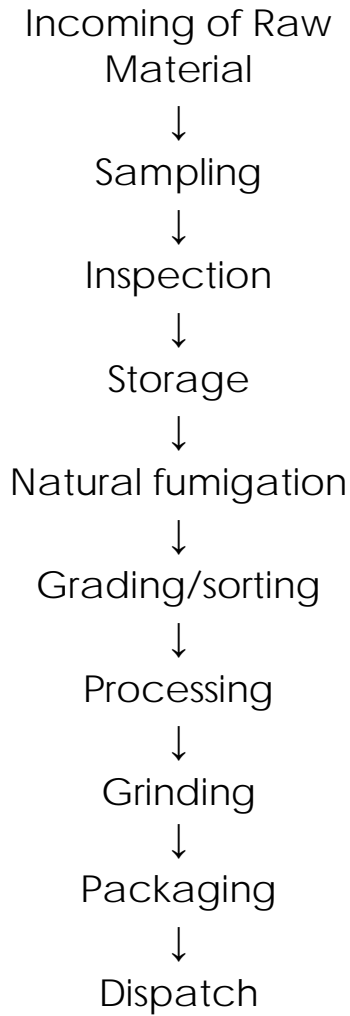 Incoming of Raw
Material
↓
Sampling
↓
Inspection
↓
Storage
↓
Natural fumigation
↓
Grading/sorting
↓
Processing
↓
Grinding
↓
Packaging
↓
Dispatch